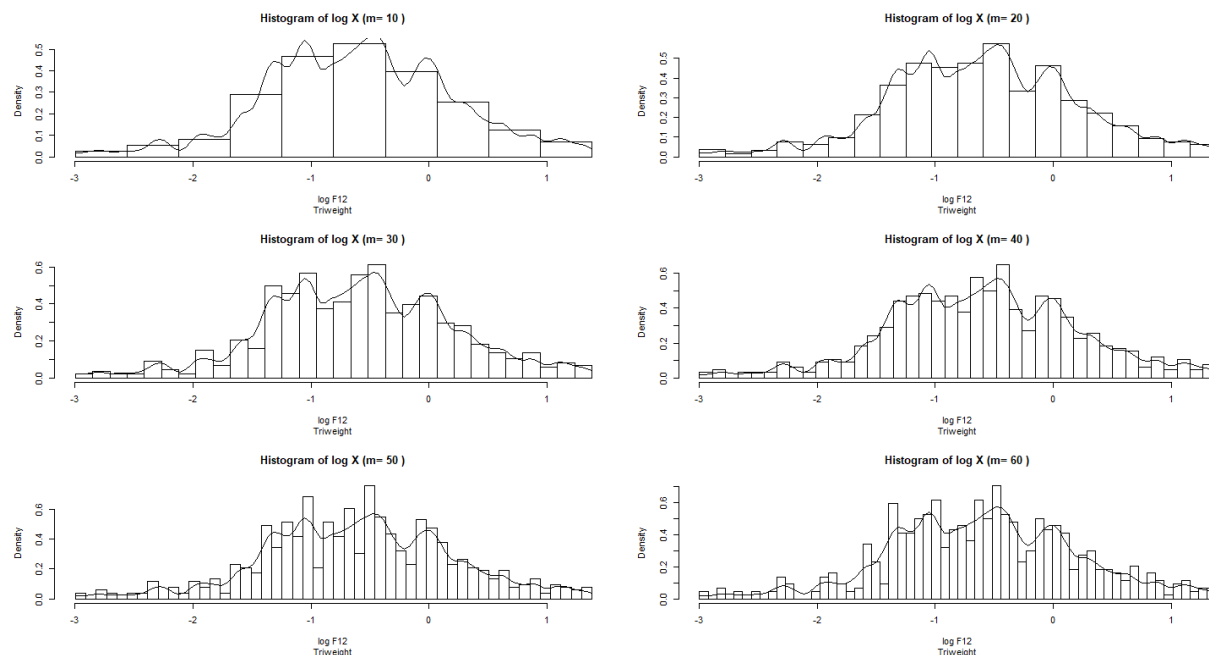 Histogram of log X (m= 10 )
Density
0.0 0.1 0.2 0.3 0.4 0.5
-3 -2 -1 0 1
log F12
Triweight
Histogram of log X (m= 20 )
Density
0.0 0.1 0.2 0.3 0.4 0.5
-3 -2 -1 0 1
log F12
Triweight
Histogram of log X (m= 30 )
Density
0.0 0.2 0.4 0.6
-3 -2 -1 0 1
log F12
Triweight
Histogram of log X (m= 40 )
Density
0.0 0.2 0.4 0.6
-3 -2 -1 0 1
log F12
Triweight
Histogram of log X (m= 50 )
Density
0.0 0.2 0.4 0.6
-3 -2 -1 0 1
log F12
Triweight
Histogram of log X (m= 60 )
Density
0.0 0.2 0.4 0.6
-3 -2 -1 0 1
log F12
Triweight